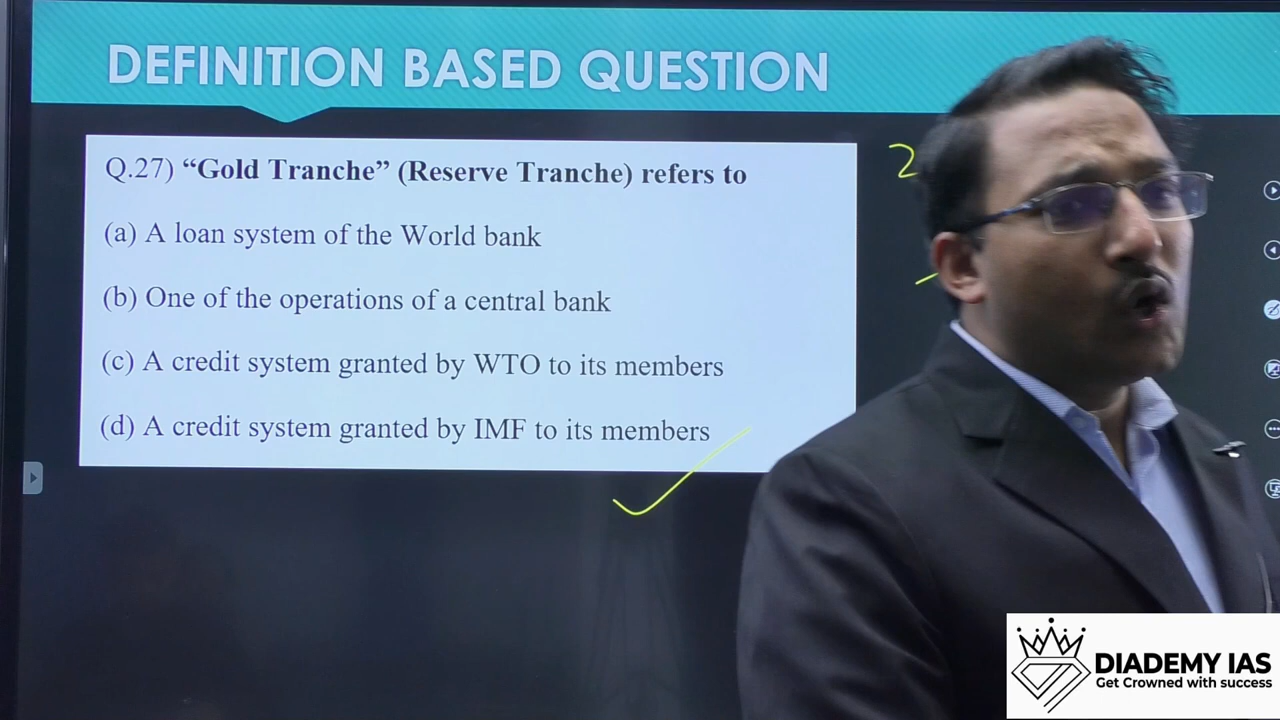 DEFINITION BASED QUESTION
Q.27) “Gold Tranche” (Reserve Tranche) refers to
(a) A loan system of the World bank
(b) One of the operations of a central bank
(c) A credit system granted by WTO to its members
(d) A credit system granted by IMF to its members
2
DIADEMY IAS
Get Crowned with success